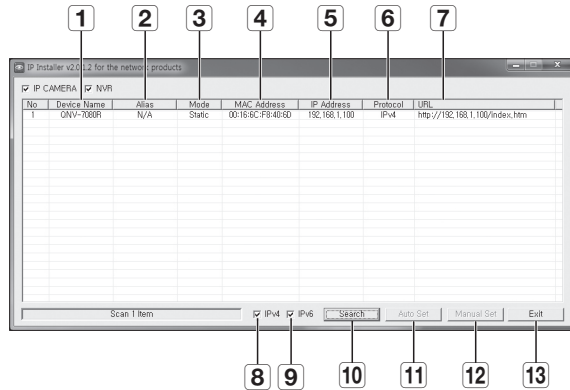 1 2 3 4 5 6 7
IP Installer v2.0.1.2 for the network products
IP CAMERA NVR
No Device Name Alias Mode MAC Address IP Address Protocol URL
1 QNV-7080R N/A Static 00:16:6C:F8:40:6D 192,168,1,100 IPv4 http://192,168,1,100/index,htm
Scan 1 Item IPv4 IPv6 Search Auto Set Manual Set Exit
8 9 10 11 12 13